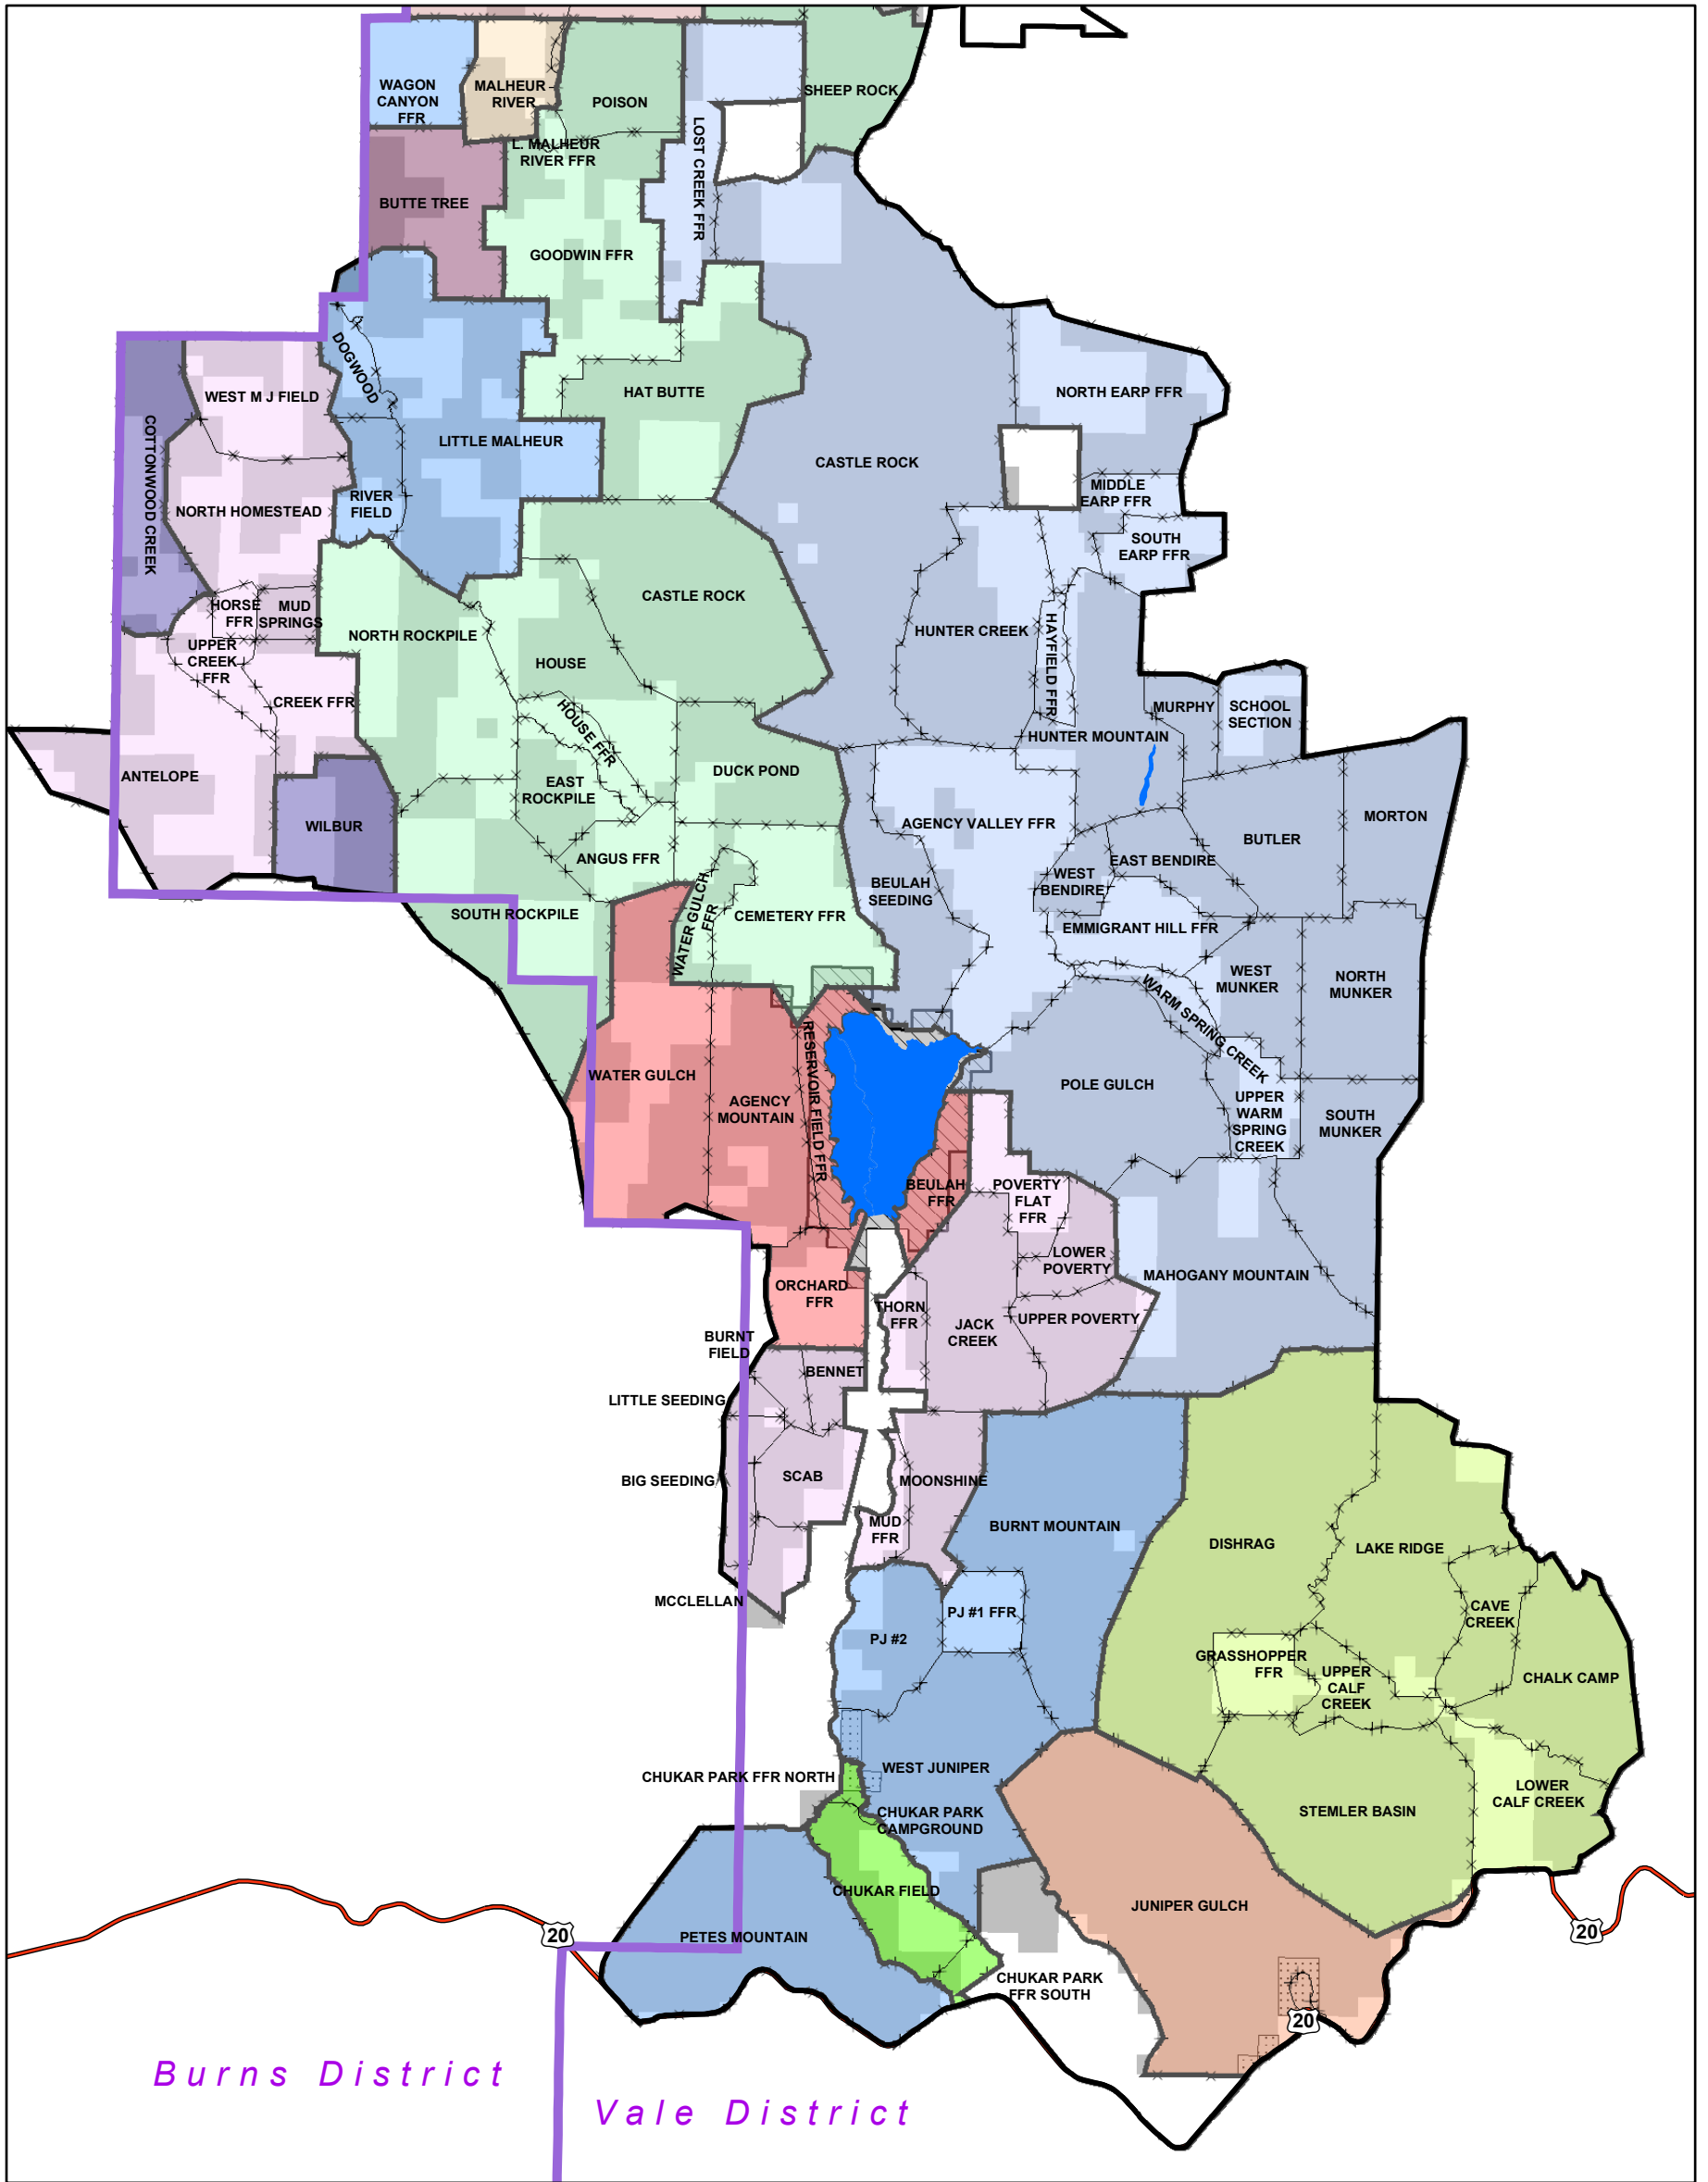 WAGON
CANYON
FFR
MALHEUR
RIVER
POISON
SHEEP ROCK
L. MALHEUR
RIVER FFR
LOST CREEK FFR
BUTTE TREE
GOODWIN FFR
DOGWOOD
WEST M J FIELD
HAT BUTTE
NORTH EARP FFR
COTTONWOOD CREEK
LITTLE MALHEUR
CASTLE ROCK
MIDDLE
EARP FFR
RIVER
FIELD
NORTH HOMESTEAD
SOUTH
EARP FFR
CASTLE ROCK
HORSE
FFR
MUD
SPRINGS
NORTH ROCKPILE
HUNTER CREEK
HAYFIELD FFR
UPPER
CREEK
FFR
HOUSE
CREEK FFR
HOUSE FFR
MURPHY
SCHOOL
SECTION
HUNTER MOUNTAIN
ANTELOPE
DUCK POND
EAST
ROCKPILE
WILBUR
AGENCY VALLEY FFR
BUTLER
MORTON
ANGUS FFR
EAST BENDIRE
WEST
BENDIRE
BEULAH
SEEDING
SOUTH ROCKPILE
WATER GULCH
FFR
CEMETERY FFR
EMMIGRANT HILL FFR
WEST
MUNKER
NORTH
MUNKER
WARM SPRING CREEK
RESERVOIR FIELD FFR
WATER GULCH
POLE GULCH
AGENCY
MOUNTAIN
UPPER
WARM
SPRING
CREEK
SOUTH
MUNKER
BEULAH
FFR
POVERTY
FLAT
FFR
LOWER
POVERTY
MAHOGANY MOUNTAIN
ORCHARD
FFR
THORN
FFR
JACK
CREEK
UPPER POVERTY
BURNT
FIELD
BENNET
LITTLE SEEDING
BIG SEEDING
SCAB
MOONSHINE
MUD
FFR
BURNT MOUNTAIN
DISHRAG
LAKE RIDGE
MCCLELLAN
PJ #1 FFR
CAVE
CREEK
PJ #2
GRASSHOPPER
FFR
UPPER
CALF
CREEK
CHALK CAMP
WEST JUNIPER
CHUKAR PARK FFR NORTH
CHUKAR PARK
CAMPGROUND
STEMLER BASIN
LOWER
CALF CREEK
CHUKAR FIELD
JUNIPER GULCH
PETES MOUNTAIN
20
20
CHUKAR PARK
FFR SOUTH
20
Burns District
Vale District